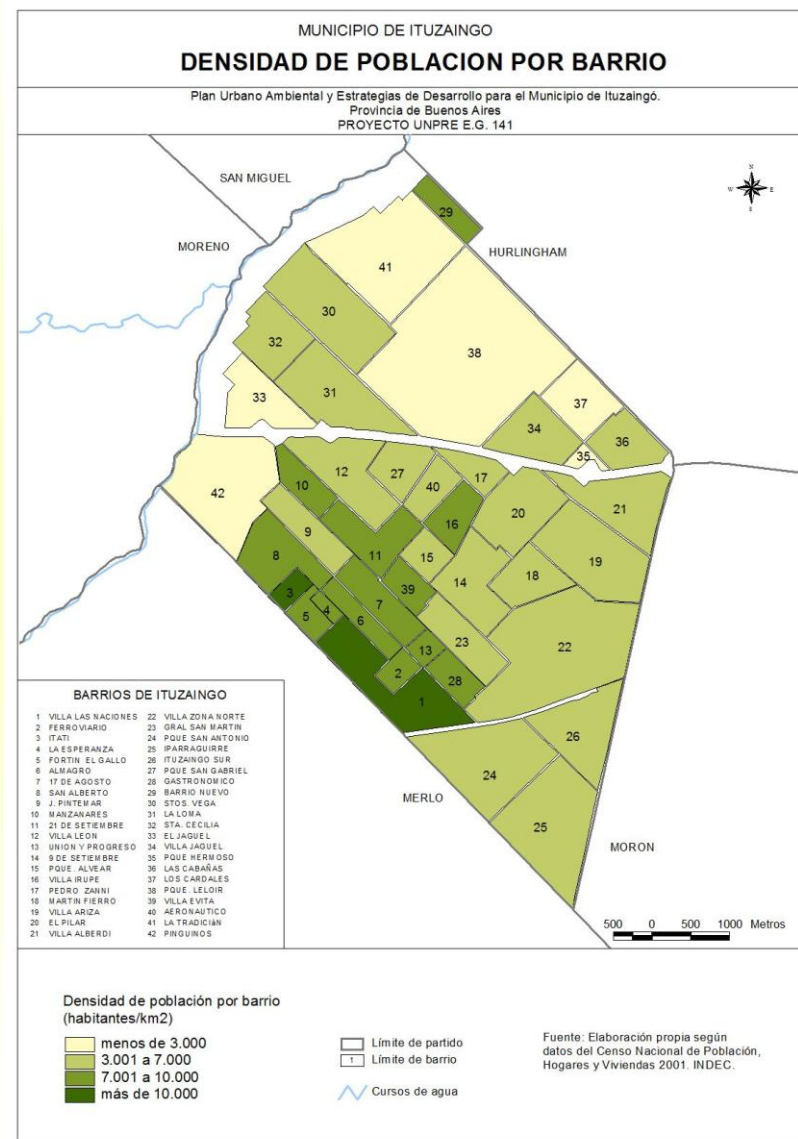 MUNICIPIO DE ITUZAINGO
DENSIDAD DE POBLACION POR BARRIO
Plan Urbano Ambiental y Estrategias de Desarrollo para el Municipio de Ituzaingó.
Provincia de Buenos Aires
PROYECTO UNPRE E.G. 141
SAN MIGUEL
N
W E
S
MORENO
29
HURLINGHAM
41
30
38
32
37
33
31
34
36
35
42
10
12
27
40
17
21
16
20
9
11
19
8
15
14
18
3
39
7
5
4
6
23
22
13
2
28
1
26
24
25
MERLO
MORON
BARRIOS DE ITUZAINGO
1 VILLA LAS NACIONES
2 FERROVIARIO
3 ITATI
4 LA ESPERANZA
5 FORTIN EL GALLO
6 ALMAGRO
7 17 DE AGOSTO
8 SAN ALBERTO
9 J. PINTEMAR
10 MANZANARES
11 21 DE SETIEMBRE
12 VILLA LEON
13 UNION Y PROGRESO
14 9 DE SETIEMBRE
15 PQUE. ALVEAR
16 VILLA IRUPE
17 PEDRO ZANNI
18 MARTIN FIERRO
19 VILLA ARIZA
20 EL PILAR
21 VILLA ALBERDI
22 VILLA ZONA NORTE
23 GRAL SAN MARTIN
24 PQUE SAN ANTONIO
25 IPARRAGUIRRE
26 ITUZAINGO SUR
27 PQUE SAN GABRIEL
28 GASTRONOMICO
29 BARRIO NUEVO
30 STOS. VEGA
31 LA LOMA
32 STA. CECILIA
33 EL JAGUEL
34 VILLA JAGUEL
35 PQUE HERMOSO
36 LAS CABAÑAS
37 LOS CARDALES
38 PQUE. LELOIR
39 VILLA EVITA
40 AERONAUTICO
41 LA TRADICIàN
42 PINGUINOS
500 0 500 1000 Metros
Densidad de población por barrio
(habitantes/km2)
menos de 3.000
3.001 a 7.000
7.001 a 10.000
más de 10.000
Límite de partido
1 Límite de barrio
Cursos de agua
Fuente: Elaboración propia según
datos del Censo Nacional de Población,
Hogares y Viviendas 2001. INDEC.